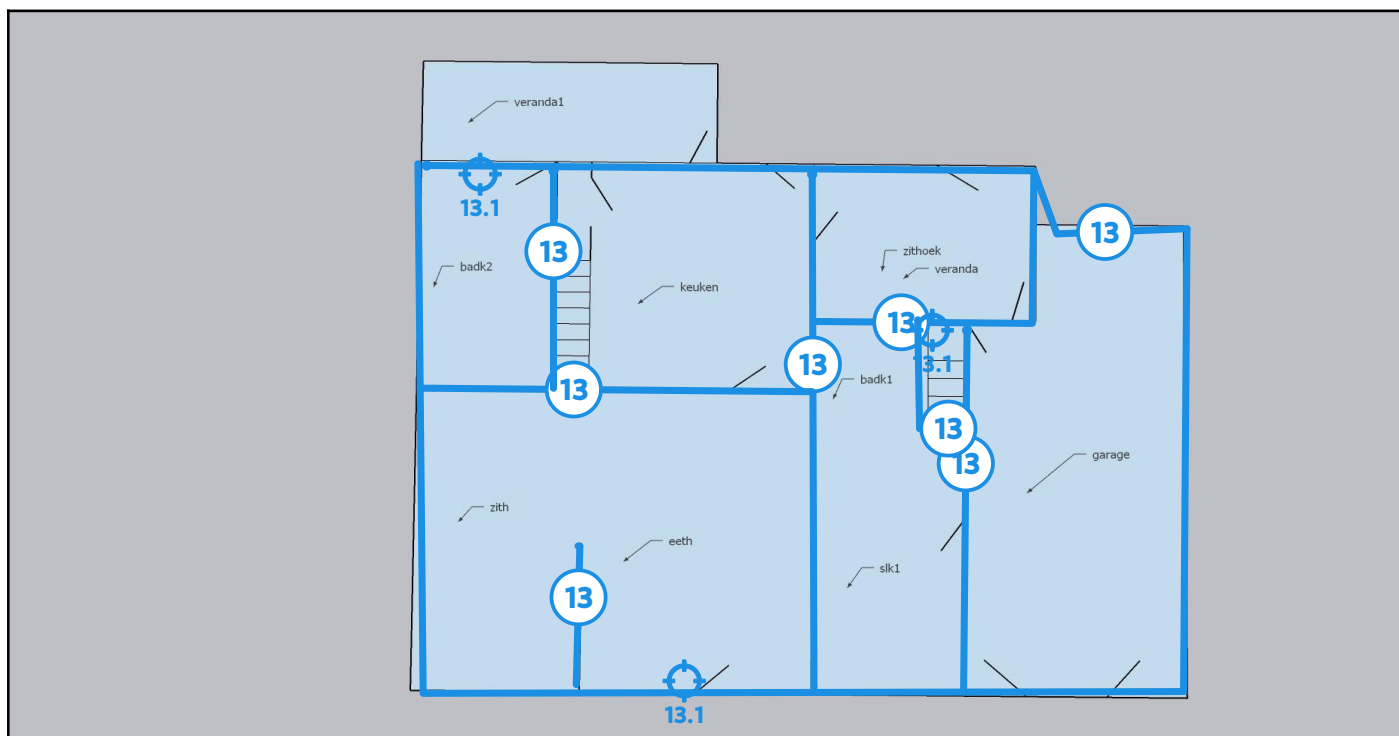 veranda1
13.1
13
13
zithoek
badk2
veranda
keuken
13
13.1
13
badk1
13
13
13
garage
zith
eeth
slk1
13
13.1